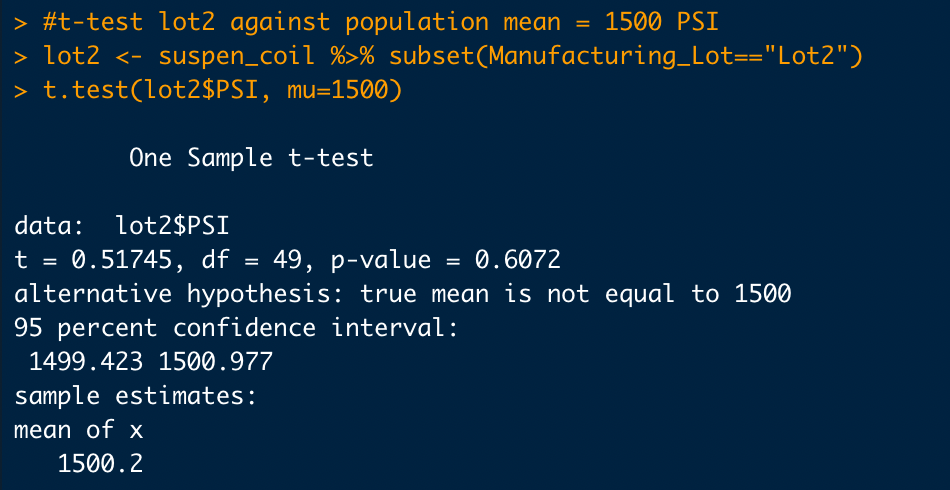 > #t-test lot2 against population mean = 1500 PSI
> lot2 <- suspen_coil %>% subset(Manufacturing_Lot=="Lot2")
> t.test(lot2$PSI, mu=1500)
One Sample t-test
data:  lot2$PSI
t = 0.51745, df = 49, p-value = 0.6072
alternative hypothesis: true mean is not equal to 1500
95 percent confidence interval:
1499.423 1500.977
sample estimates:
mean of x
1500.2